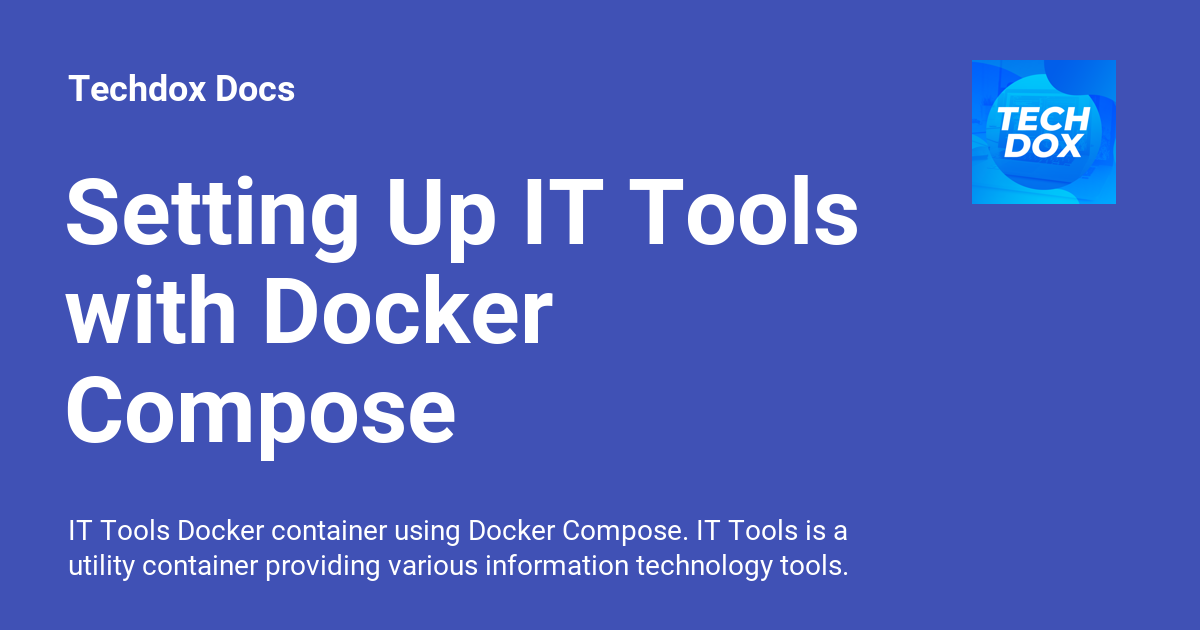 Techdox Docs
TECH
DOX
Setting Up IT Tools
with Docker
Compose
IT Tools Docker container using Docker Compose. IT Tools is a
utility container providing various information technology tools.